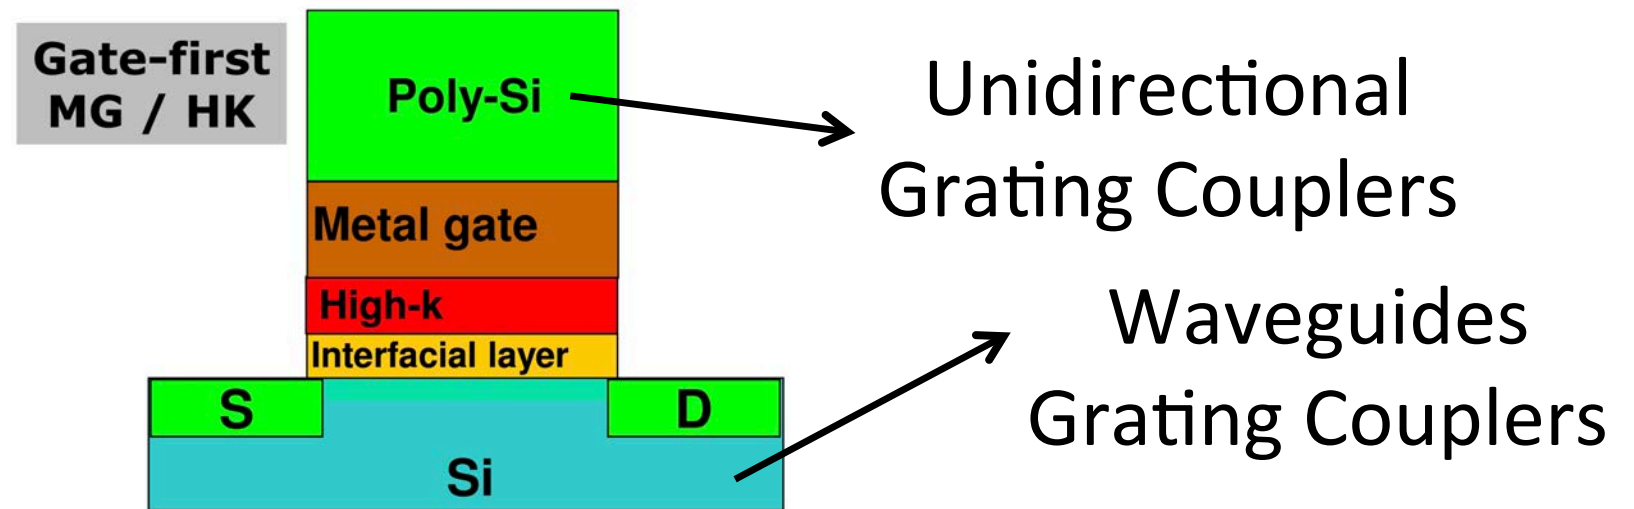 Gate-first
MG / HK
Poly-Si
Unidirectional
Grating Couplers
Metal gate
High-k
Interfacial layer
Waveguides
Grating Couplers
S
D
Si